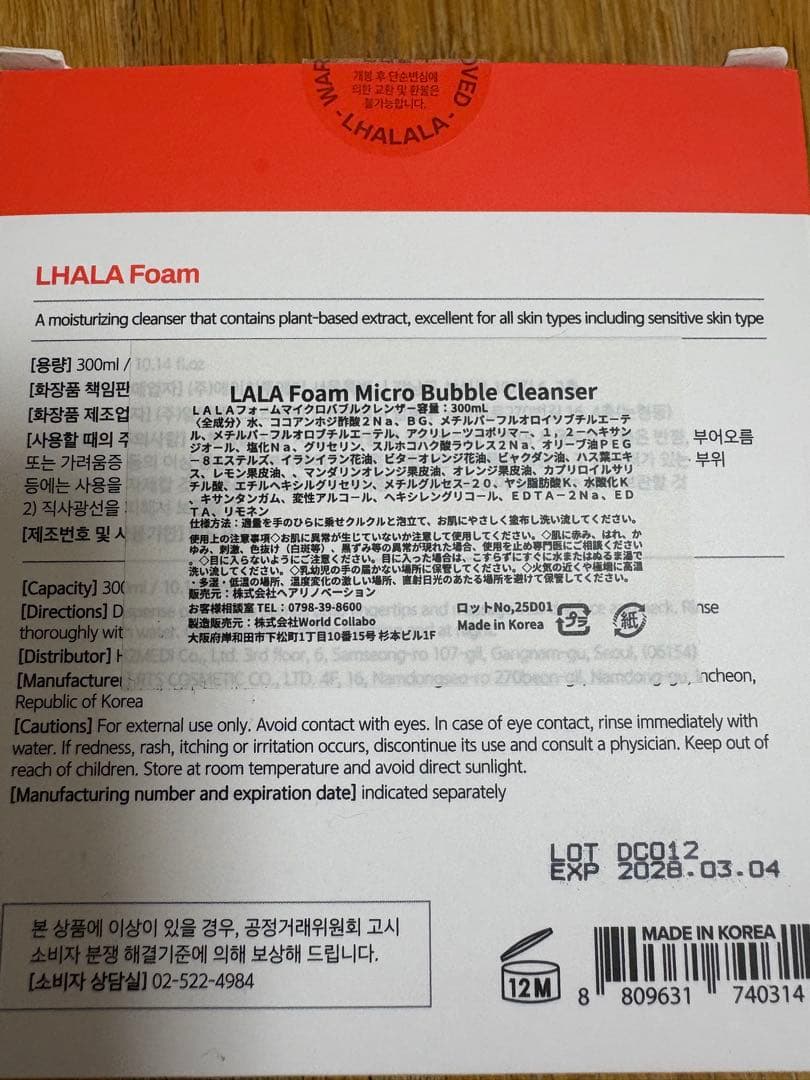 WAR
OVED
개봉 후 단순변심에
의한 교환 및 환불은
불가능합니다.
- LHALALA -
LHALA Foam
A moisturizing cleanser that contains plant-based extract, excellent for all skin types including sensitive skin type
[용량] 300ml / 10.14 fl.oz
[화장품 책임판
[화장품 제조업
[사용할 때의 주
부어오름
또는 가려움증
부위
등에는 사용을
2) 직사광선을
[제조번호 및 사
LALA Foam Micro Bubble Cleanser
LALAフォームマイクロバブルクレンザー容量：300mL
〈全成分〉水、ココアンホジ酢酸２Ｎａ、ＢＧ、メチルパーフルオロイソブチルエーテ
ル、メチルパーフルオロブチルエーテル、アクリレーツコポリマー、１，２－ヘキサン
ジオール、塩化Ｎａ、グリセリン、スルホコハク酸ラウレス２Ｎａ、オリーブ油ＰＥＧ
－８エステルズ、イランイラン花油、ビターオレンジ花油、ビャクダン油、ハス葉エキ
ス、レモン果皮油、、マンダリンオレンジ果皮油、オレンジ果皮油、カプリロイルサリ
チル酸、エチルヘキシルグリセリン、メチルグルセス－20、ヤシ脂肪酸Ｋ、水酸化Ｋ
、キサンタンガム、変性アルコール、ヘキシレングリコール、ＥＤＴＡ－２Ｎａ、ＥＤ
ＴＡ、リモネン
仕様方法：適量を手のひらに乗せクルクルと泡立て、お肌にやさしく塗布し洗い流してください。
使用上の注意事項◇お肌に異常が生じていないか注意して使用してください。◇肌に赤み、はれ、か
ゆみ、刺激、色抜け（白斑等）、黒ずみ等の異常が現れた場合、使用を止め専門医にご相談ください
。◇目に入らないようにご注意ください。目に入った場合は、こすらずにすぐに水またはぬるま湯で
洗い流してください。◇乳幼児の手の届かない場所に保管してください。◇火気の近くや極端に高温
・多湿・低温の場所、温度変化の激しい場所、直射日光のあたる場所を避けて保管してください。
販売元：株式会社ヘアリノベーション
お客様相談室 TEL：0798-39-8600
製造販売元：株式会社World Collabo
大阪府岸和田市下松町1丁目10番15号 杉本ビル1F
ロットNo,25D01
Made in Korea
プラ
紙
[Capacity] 300
[Directions] D
thoroughly wit
[Distributor] H
Co., Ltd. 3rd floor, 6, Samseong-ro 107-gil, Gangnam-gu, Seoul, (06154)
[Manufacturer
COSMETIC CO., LTD. 4F, 16, Namdongseo-ro 270beon-gil, Namdong-gu, Incheon,
Republic of Korea
[Cautions] For external use only. Avoid contact with eyes. In case of eye contact, rinse immediately with
water. If redness, rash, itching or irritation occurs, discontinue its use and consult a physician. Keep out of
reach of children. Store at room temperature and avoid direct sunlight.
[Manufacturing number and expiration date] indicated separately
LOT DC012
EXP 2028.03.04
본 상품에 이상이 있을 경우, 공정거래위원회 고시
소비자 분쟁 해결기준에 의해 보상해 드립니다.
[소비자 상담실] 02-522-4984
12M
MADE IN KOREA
8 809631 740314